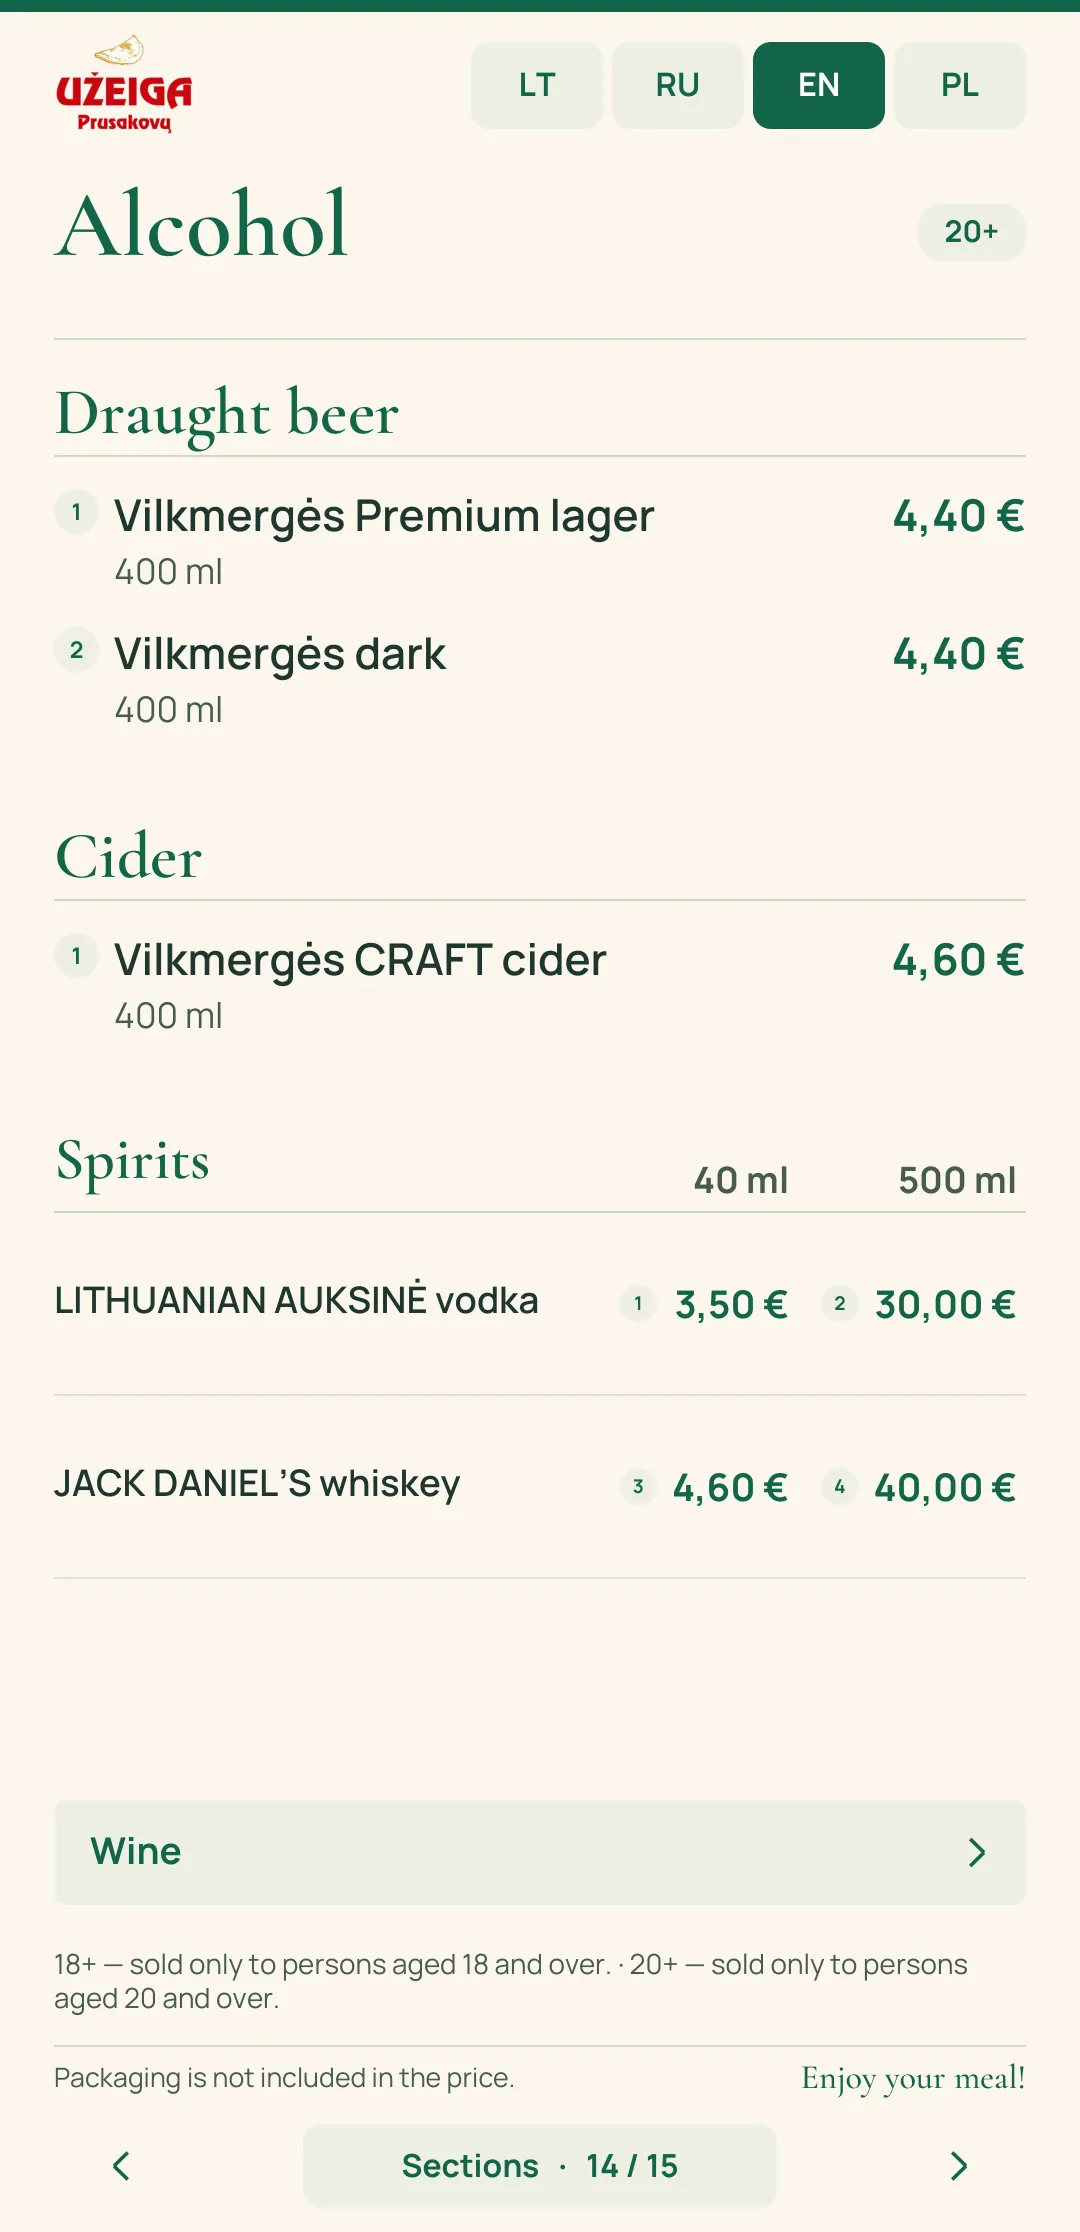 UŽEIGA
Prusakovų
LT
RU
EN
PL
Alcohol
20+
Draught beer
1 Vilkmergės Premium lager 4,40 €
400 ml
2 Vilkmergės dark 4,40 €
400 ml
Cider
1 Vilkmergės CRAFT cider 4,60 €
400 ml
Spirits 40 ml 500 ml
LITHUANIAN AUKSINĖ vodka 1 3,50 € 2 30,00 €
JACK DANIEL’S whiskey 3 4,60 € 4 40,00 €
Wine
18+ — sold only to persons aged 18 and over. · 20+ — sold only to persons
aged 20 and over.
Packaging is not included in the price. Enjoy your meal!
Sections · 14 / 15